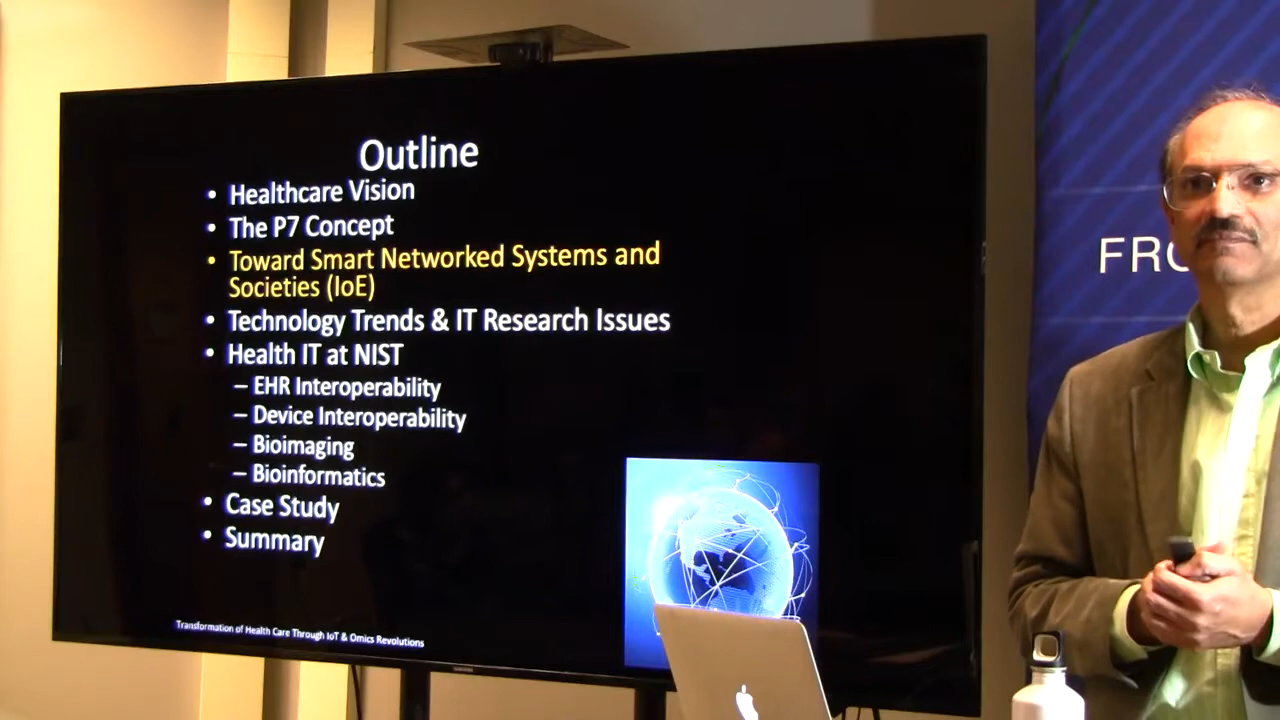 Outline
• Healthcare Vision
• The P7 Concept
• Toward Smart Networked Systems and
Societies (IoE)
• Technology Trends & IT Research Issues
• Health IT at NIST
– EHR Interoperability
– Device Interoperability
– Bioimaging
– Bioinformatics
• Case Study
• Summary
Transformation of Health Care Through IoT & Omics Revolutions
SAMSUNG
FRO